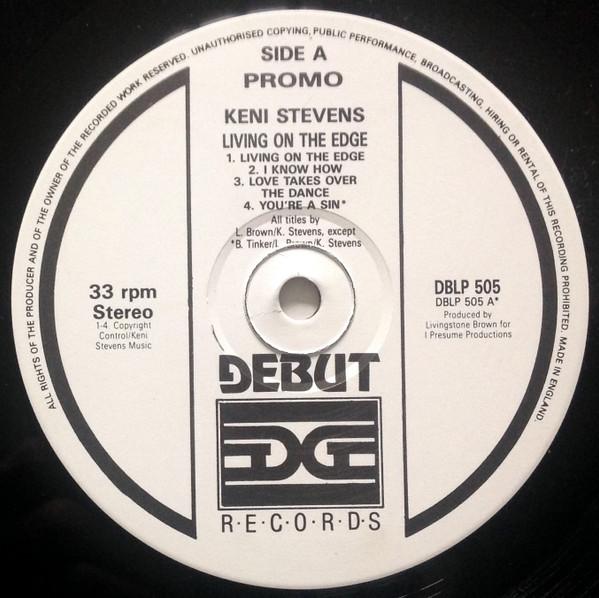 ALL RIGHTS OF THE PRODUCER AND OF THE OWNER OF THE RECORDED WORK RESERVED. UNAUTHORISED COPYING, PUBLIC PERFORMANCE, BROADCASTING, HIRING OR RENTAL OF THIS RECORDING PROHIBITED. MADE IN ENGLAND.
SIDE A
PROMO
KENI STEVENS
LIVING ON THE EDGE
1. LIVING ON THE EDGE
2. I KNOW HOW
3. LOVE TAKES OVER
THE DANCE
4. YOU'RE A SIN*
All titles by
L. Brown/K. Stevens, except
*B. Tinker/L. Brown/K. Stevens
33 rpm
Stereo
1-4. Copyright
Control/Keni
Stevens Music
DBLP 505
DBLP 505 A*
Produced by
Livingstone Brown for
I Presume Productions
DEBUT
EDGE
R·E·C·O·R·D·S